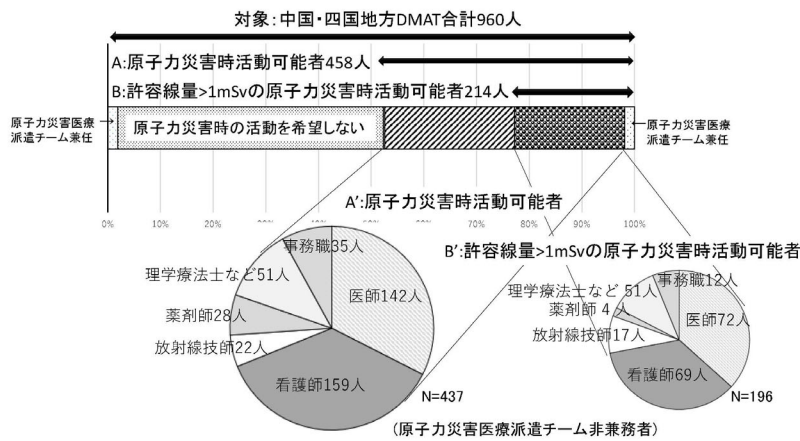 対象：中国・四国地方DMAT合計960人
A:原子力災害時活動可能者458人
B:許容線量>1mSvの原子力災害時活動可能者214人
原子力災害医療
派遣チーム兼任
原子力災害時の活動を希望しない
原子力災害医療
派遣チーム兼任
A':原子力災害時活動可能者
0% 10% 20% 30% 40% 50% 60% 70% 80% 90% 100%
B':許容線量>1mSvの原子力災害時活動可能者
事務職35人
理学療法士など51人
医師142人
薬剤師28人
放射線技師22人
看護師159人
N=437
事務職12人
理学療法士など 51人
薬剤師 4 人
医師72人
放射線技師17人
看護師69人
N=196
(原子力災害医療派遣チーム非兼務者)